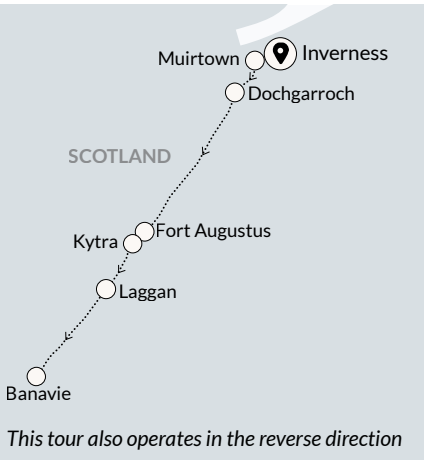 Muirtown
Inverness
Dochgarroch
SCOTLAND
Fort Augustus
Kytra
Laggan
Banavie
This tour also operates in the reverse direction